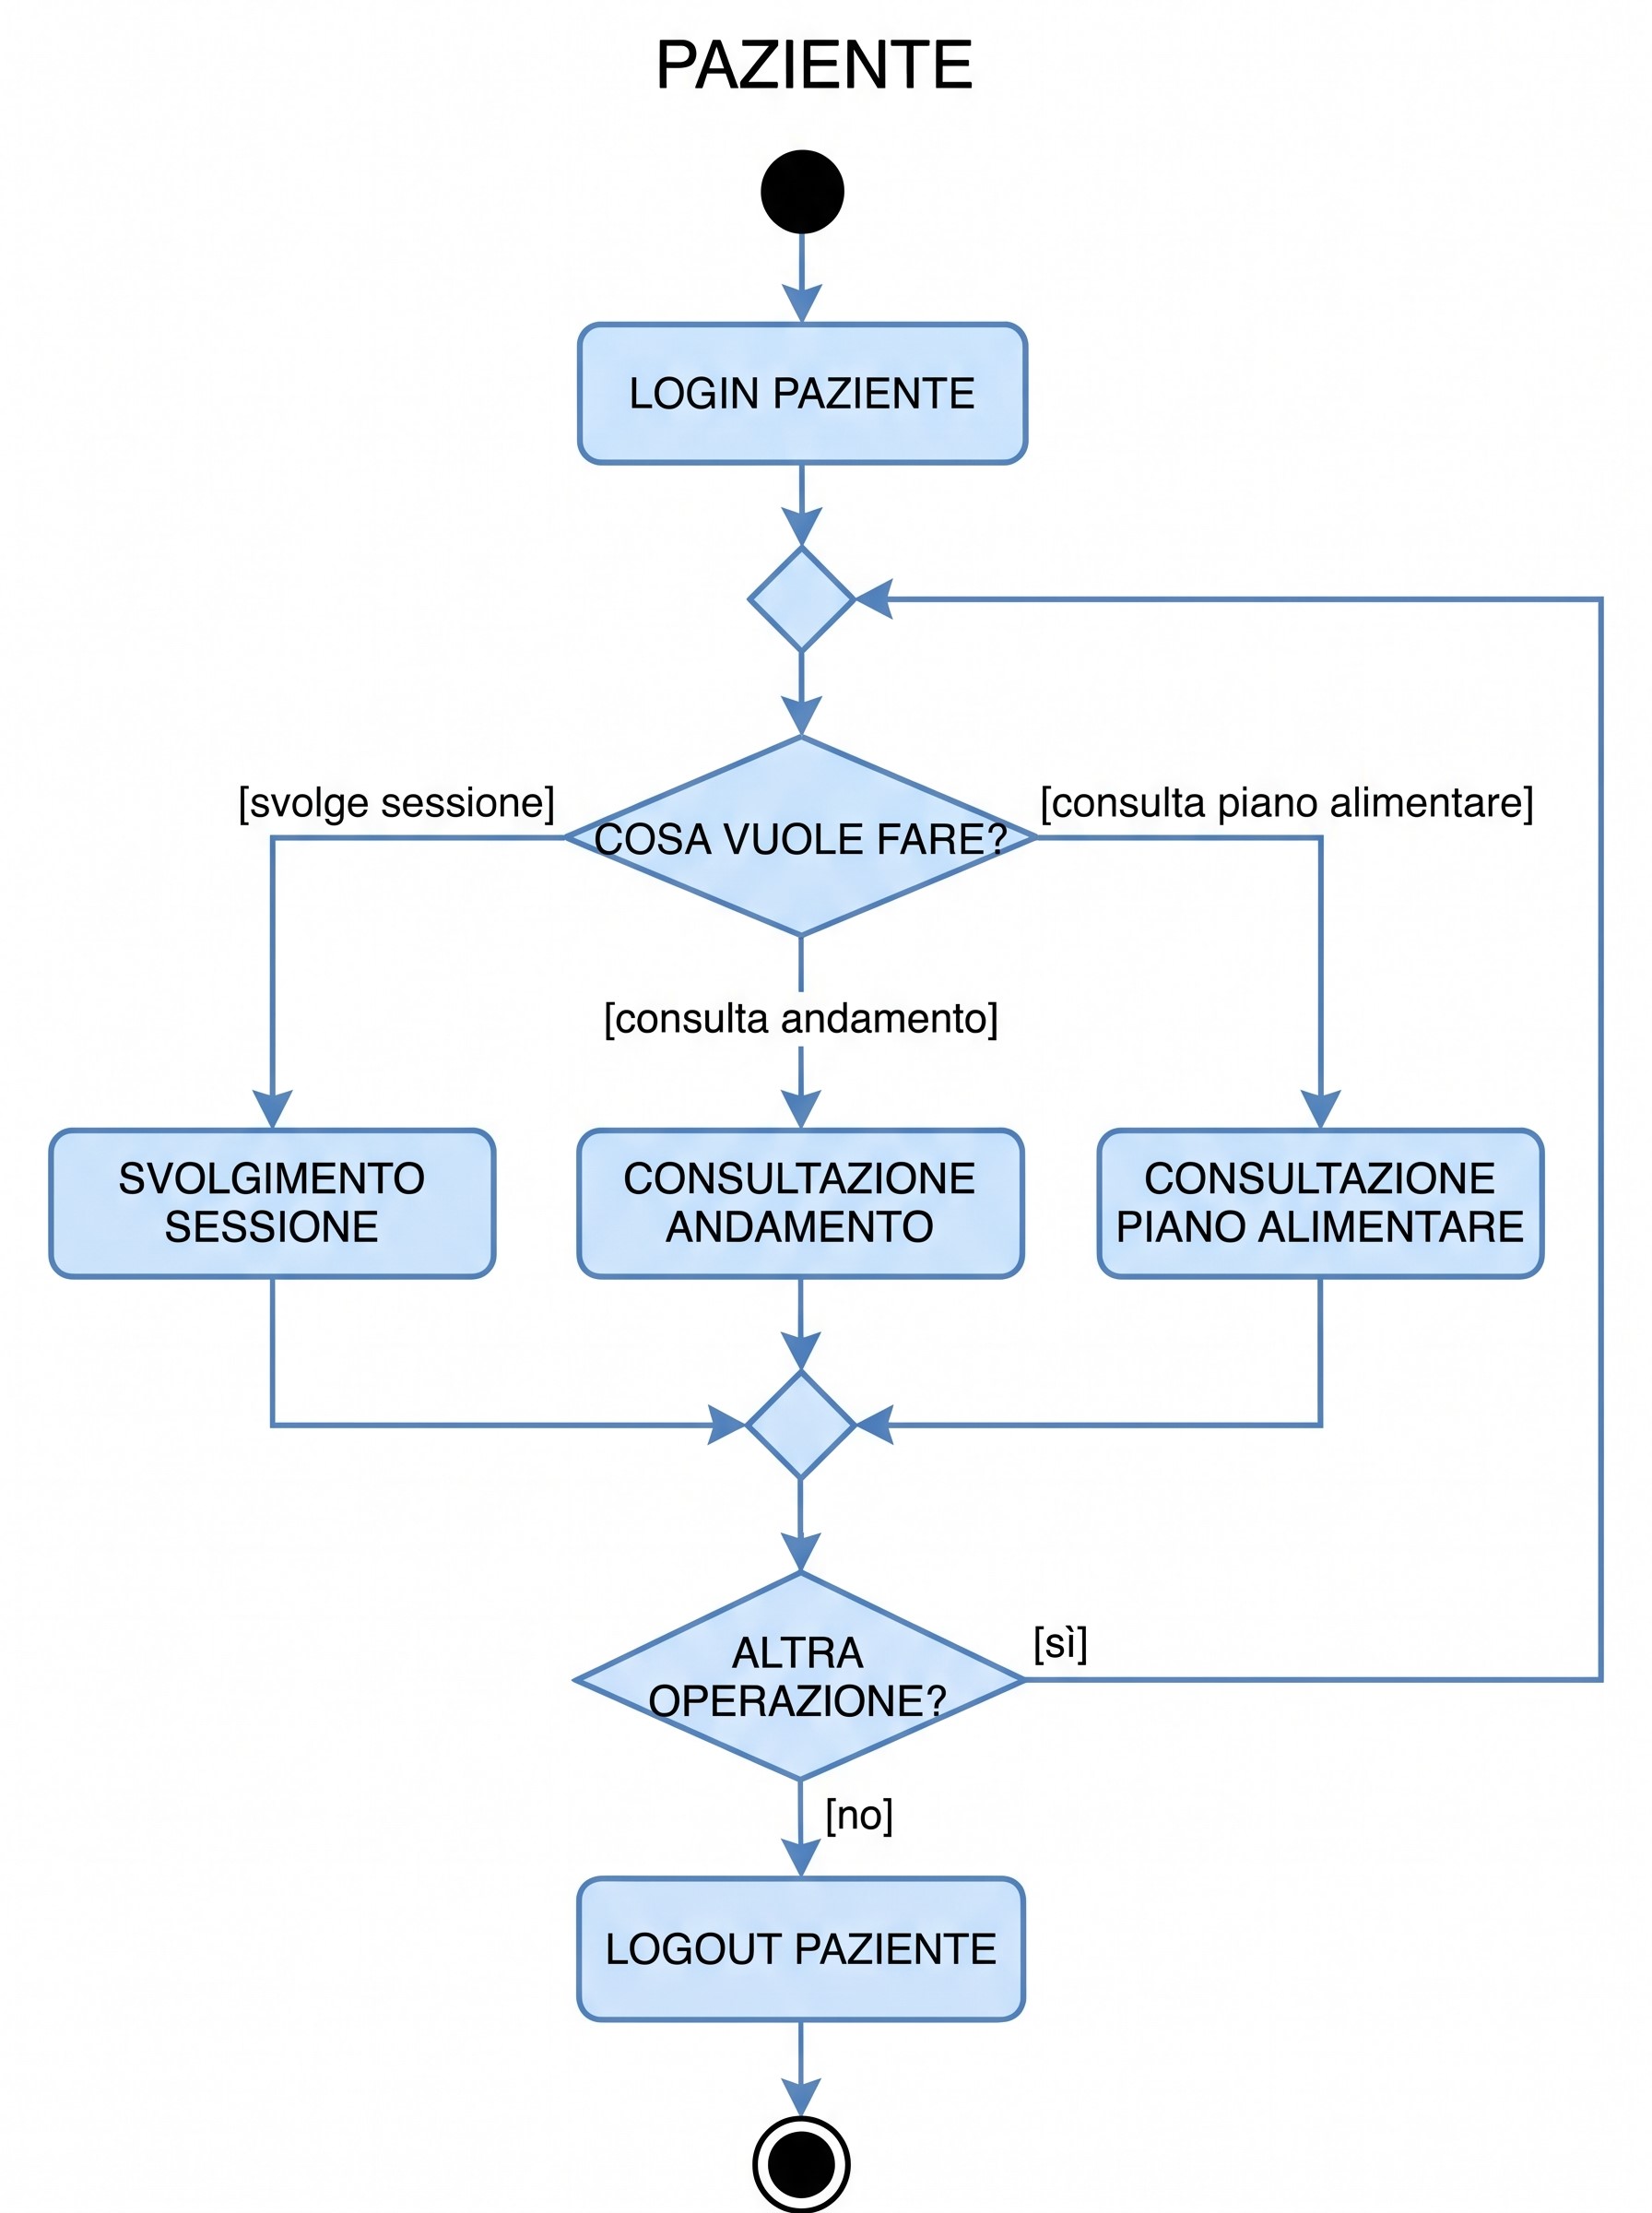 PAZIENTE
LOGIN PAZIENTE
[svolge sessione]
[consulta piano alimentare]
COSA VUOLE FARE?
[consulta andamento]
SVOLGIMENTO
SESSIONE
CONSULTAZIONE
ANDAMENTO
CONSULTAZIONE
PIANO ALIMENTARE
ALTRA
OPERAZIONE?
[sì]
[no]
LOGOUT PAZIENTE